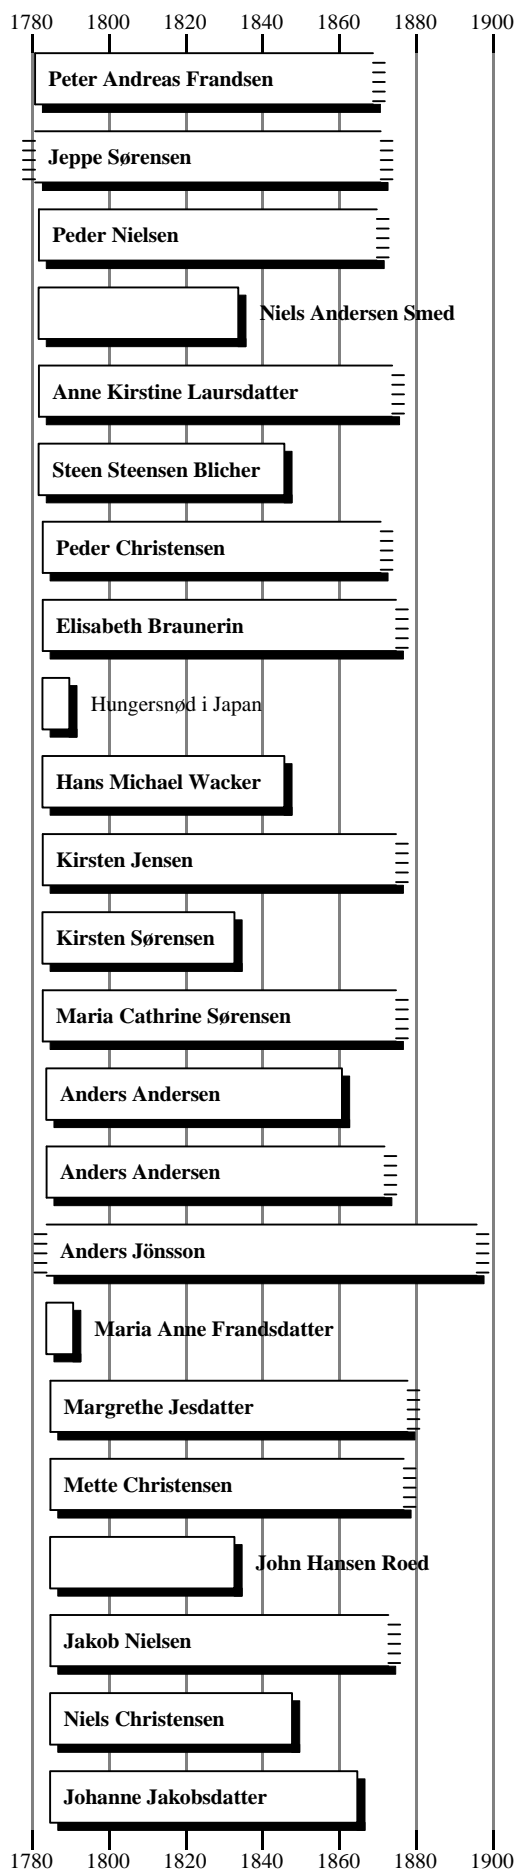 1780 1800 1820 1840 1860 1880 1900
Peter Andreas Frandsen
Jeppe Sørensen
Peder Nielsen
Niels Andersen Smed
Anne Kirstine Laursdatter
Steen Steensen Blicher
Peder Christensen
Elisabeth Braunerin
Hungersnød i Japan
Hans Michael Wacker
Kirsten Jensen
Kirsten Sørensen
Maria Cathrine Sørensen
Anders Andersen
Anders Andersen
Anders Jönsson
Maria Anne Frandsdatter
Margrethe Jesdatter
Mette Christensen
John Hansen Roed
Jakob Nielsen
Niels Christensen
Johanne Jakobsdatter
1780 1800 1820 1840 1860 1880 1900